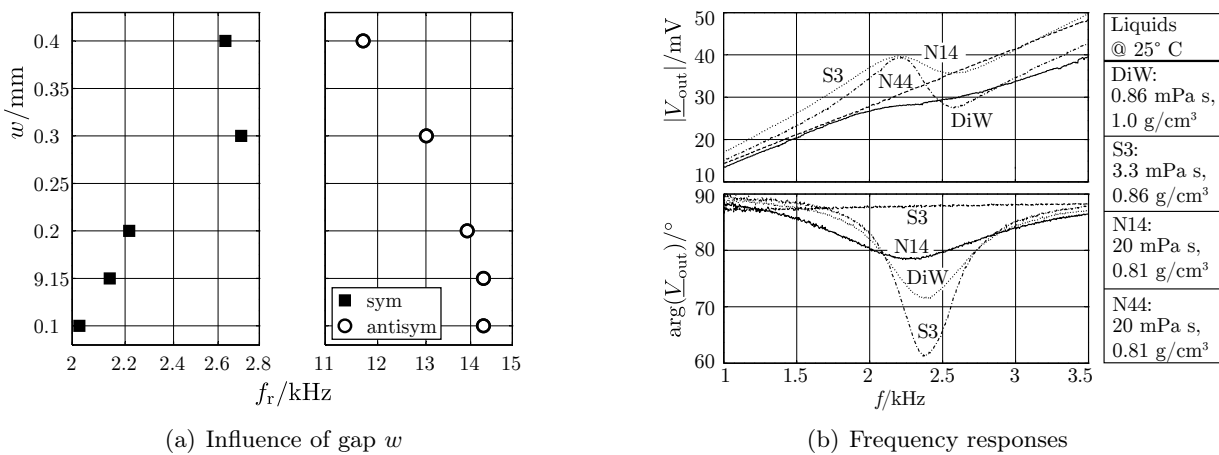 w/mm
0.4
0.3
0.25
0.2
9.15
0.1
2 2.2 2.4 2.6 2.8
11 12 13 14 15
sym
antisym
f_r/kHz
(a) Influence of gap w
|V_out|/mV
50
40
30
20
10
S3
N14
N44
DiW
arg(V_out)/°
90
80
70
60
S3
N14
DiW
S3
1 1.5 2 2.5 3 3.5
f/kHz
Liquids
@ 25° C
DiW:
0.86 mPa s,
1.0 g/cm³
S3:
3.3 mPa s,
0.86 g/cm³
N14:
20 mPa s,
0.81 g/cm³
N44:
20 mPa s,
0.81 g/cm³
(b) Frequency responses